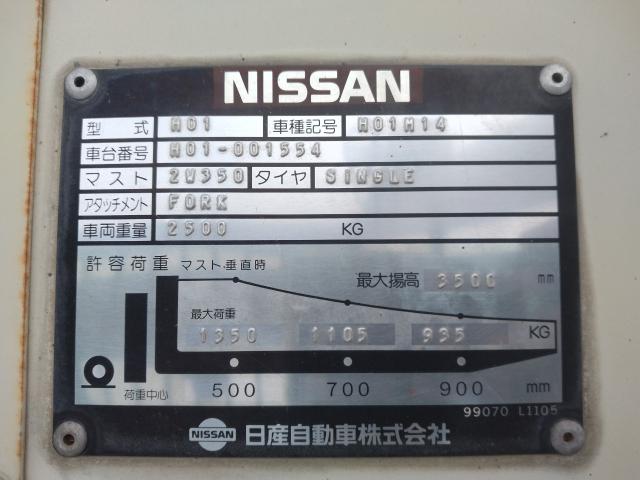 NISSAN
型式 H01 車種記号 H01M14
車台番号 H01-001554
マスト 2W350 タイヤ SINGLE
アタッチメント FORK
車両重量 2500 KG
許容荷重 マスト垂直時
最大揚高 3500 mm
最大荷重
1350 1105 935 KG
荷重中心 500 700 900 mm
99070 L1105
NISSAN 日産自動車株式会社